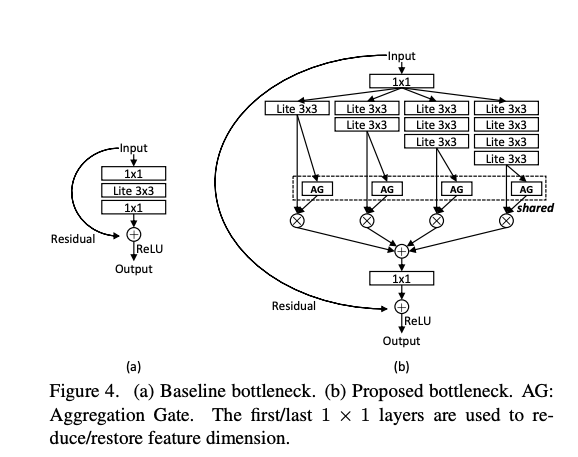 Input
1x1
Lite 3x3
1x1
Residual
ReLU
Output
(a)
Input
1x1
Lite 3x3 Lite 3x3 Lite 3x3 Lite 3x3
Lite 3x3 Lite 3x3 Lite 3x3
Lite 3x3 Lite 3x3
Lite 3x3
AG AG AG AG
shared
1x1
Residual
ReLU
Output
(b)
Figure 4. (a) Baseline bottleneck. (b) Proposed bottleneck. AG:
Aggregation Gate. The first/last 1 × 1 layers are used to re-
duce/restore feature dimension.